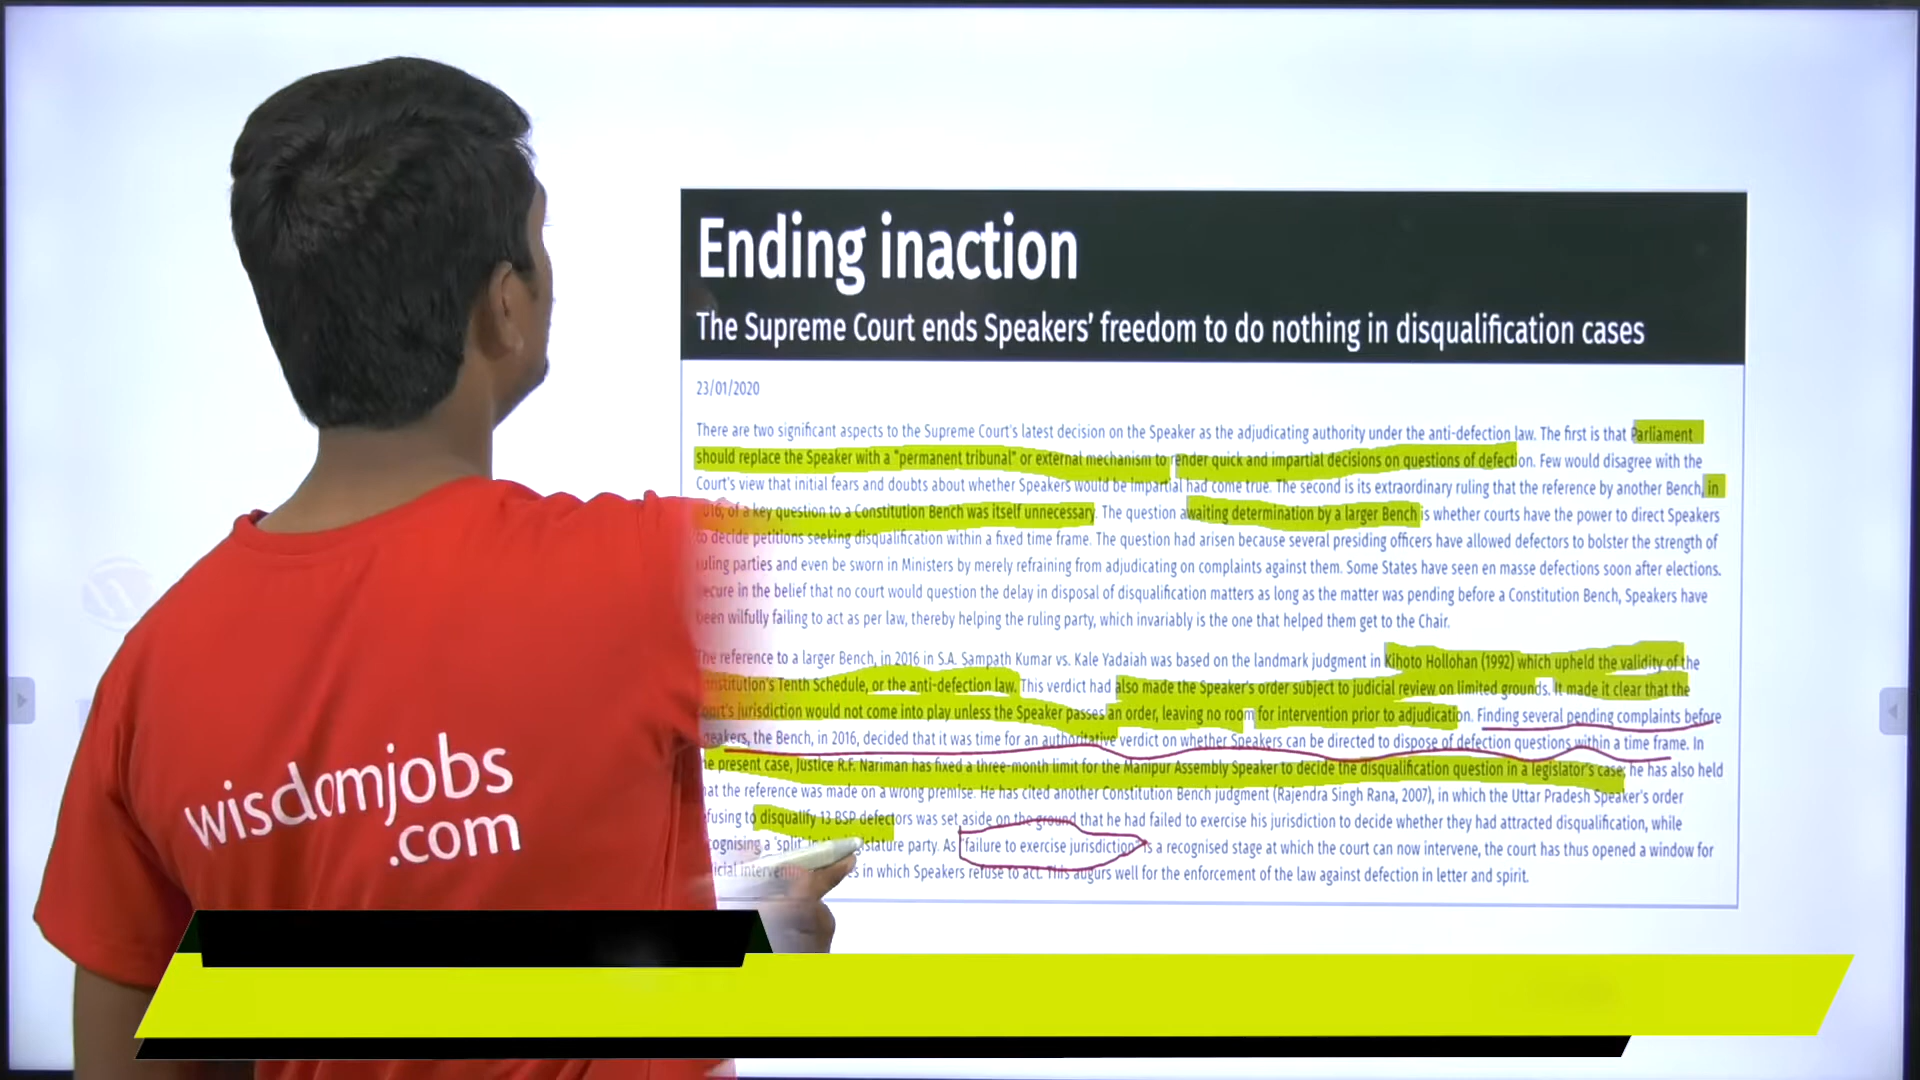 Ending inaction
The Supreme Court ends Speakers' freedom to do nothing in disqualification cases
23/01/2020
There are two significant aspects to the Supreme Court's latest decision on the Speaker as the adjudicating authority under the anti-defection law. The first is that Parliament
should replace the Speaker with a "permanent tribunal" or external mechanism to render quick and impartial decisions on questions of defection. Few would disagree with the
Court's view that initial fears and doubts about whether Speakers would be impartial had come true. The second is its extraordinary ruling that the reference by another Bench, in
2016, of a key question to a Constitution Bench was itself unnecessary. The question awaiting determination by a larger Bench is whether courts have the power to direct Speakers
to decide petitions seeking disqualification within a fixed time frame. The question had arisen because several presiding officers have allowed defectors to bolster the strength of
ruling parties and even be sworn in Ministers by merely refraining from adjudicating on complaints against them. Some States have seen en masse defections soon after elections.
Secure in the belief that no court would question the delay in disposal of disqualification matters as long as the matter was pending before a Constitution Bench, Speakers have
been wilfully failing to act as per law, thereby helping the ruling party, which invariably is the one that helped them get to the Chair.
The reference to a larger Bench, in 2016 in S.A. Sampath Kumar vs. Kale Yadaiah was based on the landmark judgment in Kihoto Hollohan (1992) which upheld the validity of the
Constitution's Tenth Schedule, or the anti-defection law. This verdict had also made the Speaker's order subject to judicial review on limited grounds. It made it clear that the
court's jurisdiction would not come into play unless the Speaker passes an order, leaving no room for intervention prior to adjudication. Finding several pending complaints before
Speakers, the Bench, in 2016, decided that it was time for an authoritative verdict on whether Speakers can be directed to dispose of defection questions within a time frame. In
the present case, Justice R.F. Nariman has fixed a three-month limit for the Manipur Assembly Speaker to decide the disqualification question in a legislator's case; he has also held
that the reference was made on a wrong premise. He has cited another Constitution Bench judgment (Rajendra Singh Rana, 2007), in which the Uttar Pradesh Speaker's order
refusing to disqualify 13 BSP defectors was set aside on the ground that he had failed to exercise his jurisdiction to decide whether they had attracted disqualification, while
recognising a 'split' in the legislature party. As "failure to exercise jurisdiction" is a recognised stage at which the court can now intervene, the court has thus opened a window for
in which Speakers refuse to act. This augurs well for the enforcement of the law against defection in letter and spirit.
wisdomjobs
.com